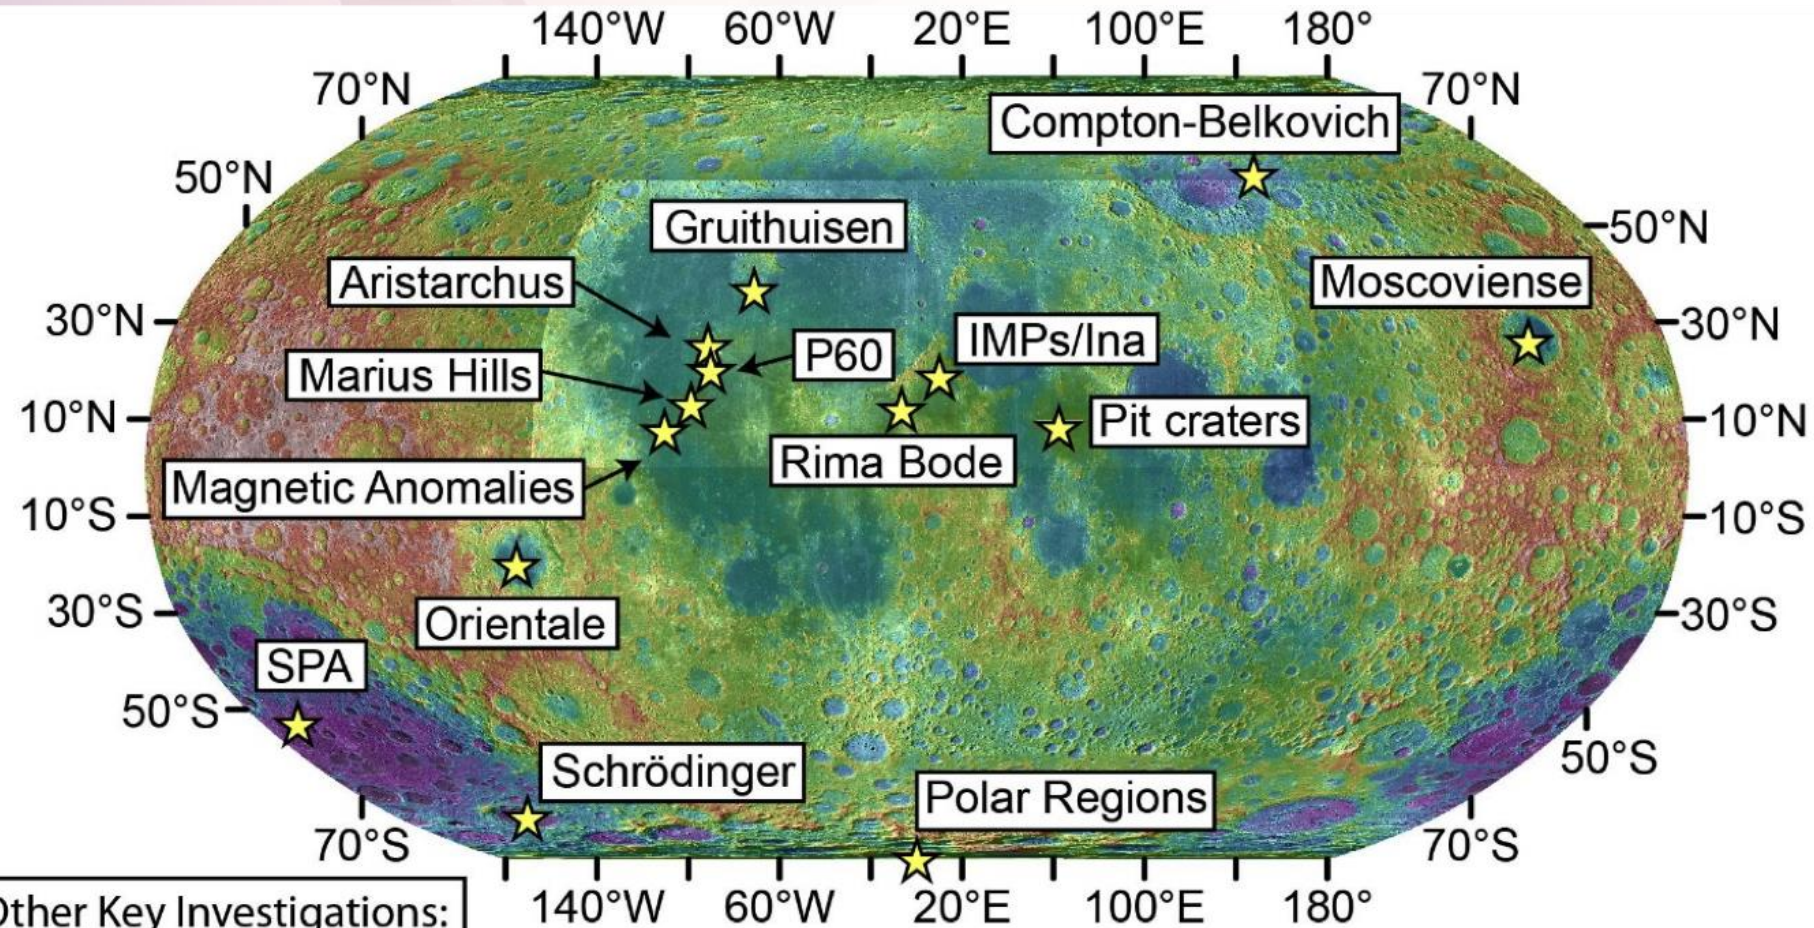 140°W 60°W 20°E 100°E 180°
70°N
70°N
Compton-Belkovich
50°N
Gruithuisen
50°N
Aristarchus
Moscoviense
30°N
30°N
IMPs/Ina
P60
Marius Hills
10°N
Pit craters
10°N
Rima Bode
Magnetic Anomalies
10°S
10°S
Orientale
30°S
30°S
SPA
50°S
50°S
Schrödinger
Polar Regions
70°S
70°S
140°W 60°W 20°E 100°E 180°
Other Key Investigations: